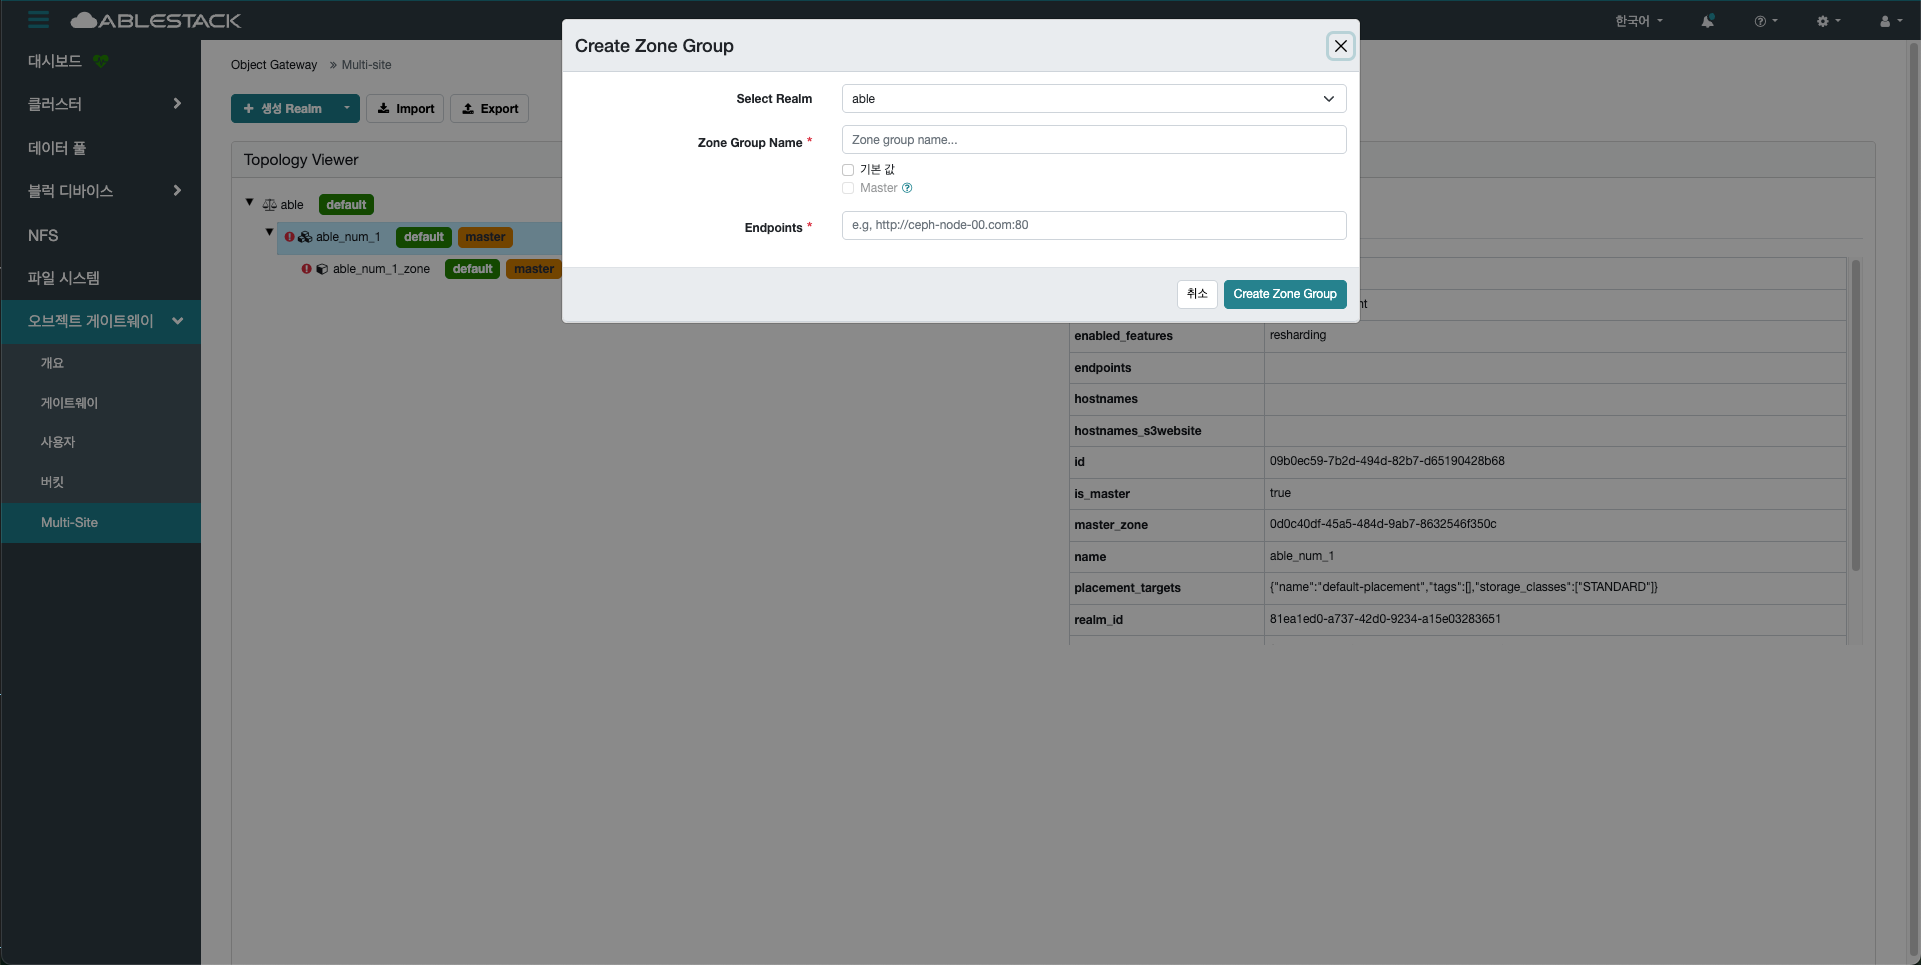 ABLESTACK
한국어
대시보드
클러스터
데이터 풀
블럭 디바이스
NFS
파일 시스템
오브젝트 게이트웨이
개요
게이트웨이
사용자
버킷
Multi-Site
Object Gateway » Multi-site
+ 생성 Realm
Import
Export
Topology Viewer
able default
able_num_1 default master
able_num_1_zone default master
Create Zone Group
Select Realm able
Zone Group Name * Zone group name...
기본 값
Master
Endpoints * e.g, http://ceph-node-00.com:80
취소 Create Zone Group
enabled_features resharding
endpoints
hostnames
hostnames_s3website
id 09b0ec59-7b2d-494d-82b7-d65190428b68
is_master true
master_zone 0d0c40df-45a5-484d-9ab7-8632546f350c
name able_num_1
placement_targets {"name":"default-placement","tags":[],"storage_classes":["STANDARD"]}
realm_id 81ea1ed0-a737-42d0-9234-a15e03283651